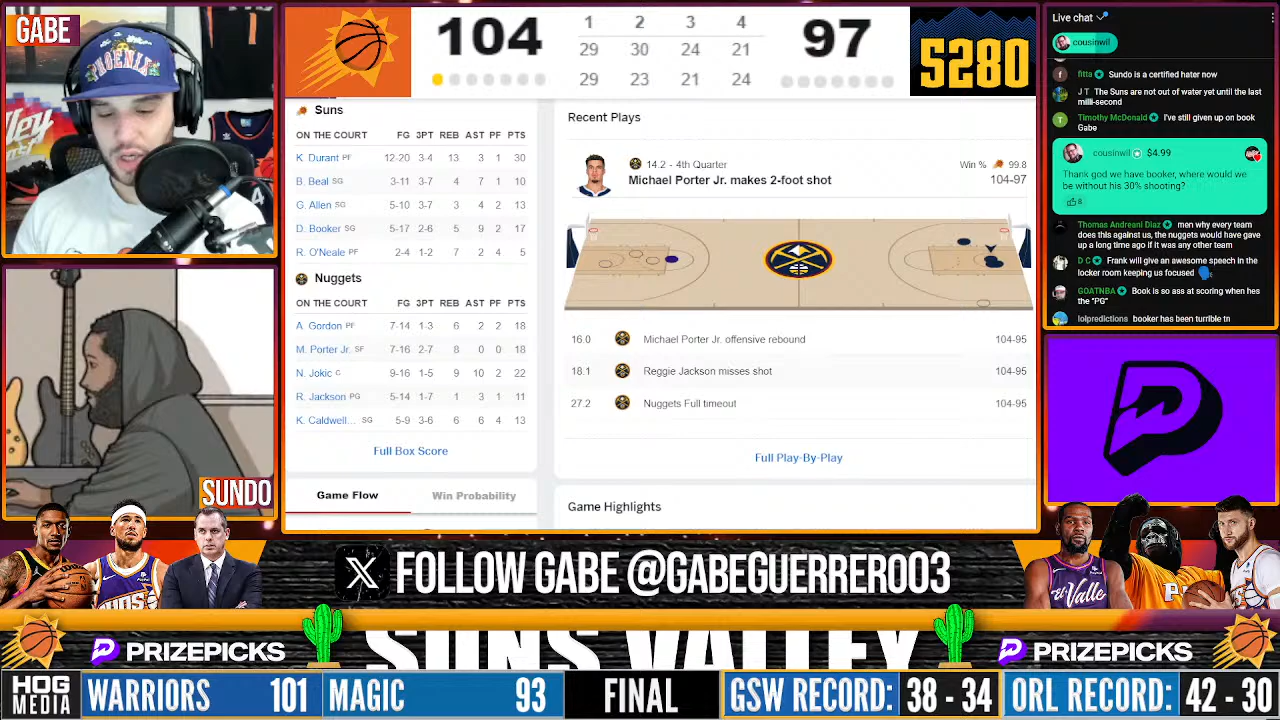 GABE
104
1 2 3 4
29 30 24 21
29 23 21 24
97
5280
Suns
ON THE COURT FG 3PT REB AST PF PTS
K. Durant PF 12-20 3-4 13 3 1 30
B. Beal SG 3-11 3-7 4 7 1 10
G. Allen SG 5-10 3-7 3 4 2 13
D. Booker SG 5-17 2-6 5 9 2 17
R. O'Neale PF 2-4 1-2 7 2 4 5
Nuggets
ON THE COURT FG 3PT REB AST PF PTS
A. Gordon PF 7-14 1-3 6 2 2 18
M. Porter Jr. SF 7-16 2-7 8 0 0 18
N. Jokic C 9-16 1-5 9 10 2 22
R. Jackson PG 5-14 1-7 1 3 1 11
K. Caldwell... SG 5-9 3-6 6 6 4 13
Full Box Score
Game Flow
Win Probability
Recent Plays
14.2 - 4th Quarter
Win % 99.8
Michael Porter Jr. makes 2-foot shot
104-97
16.0 Michael Porter Jr. offensive rebound 104-95
18.1 Reggie Jackson misses shot 104-95
27.2 Nuggets Full timeout 104-95
Full Play-By-Play
Game Highlights
Live chat
cousinwil
fitta Sundo is a certified hater now
J T The Suns are not out of water yet until the last
milli-second
Timothy McDonald I've still given up on book
Gabe
cousinwil $4.99
Thank god we have booker, where would we
be without his 30% shooting?
8
Thomas Andreani Diaz men why every team
does this against us, the nuggets would have gave
up a long time ago if it was any other team
D C Frank will give an awesome speech in the
locker room keeping us focused
GOATNBA Book is so ass at scoring when hes
the "PG"
lolpredictions booker has been turrible tn
SUNDO
FOLLOW GABE @GABEGUERRERO03
PRIZEPICKS
SUNS VALLEY
PRIZEPICKS
HOG
MEDIA
WARRIORS 101
MAGIC 93
FINAL
GSW RECORD: 38 - 34
ORL RECORD: 42 - 30